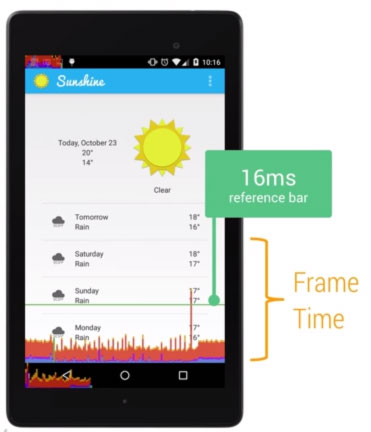 10:16
Sunshine
Today, October 23
20°
14°
Clear
16ms
reference bar
Tomorrow
Rain
18°
16°
Saturday
Rain
18°
17°
Sunday
Rain
17°
17°
Monday
Rain
17°
16°
Frame
Time